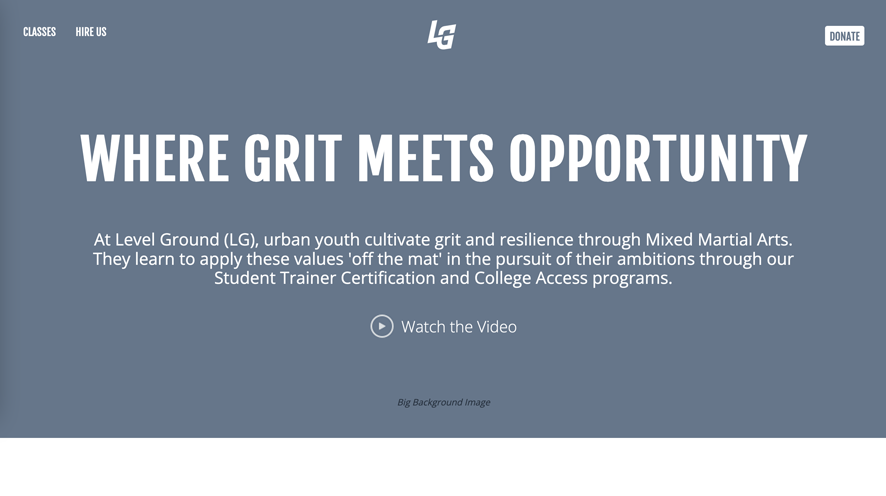 CLASSES
HIRE US
LG
DONATE
WHERE GRIT MEETS OPPORTUNITY
At Level Ground (LG), urban youth cultivate grit and resilience through Mixed Martial Arts.
They learn to apply these values 'off the mat' in the pursuit of their ambitions through our
Student Trainer Certification and College Access programs.
Watch the Video
Big Background Image